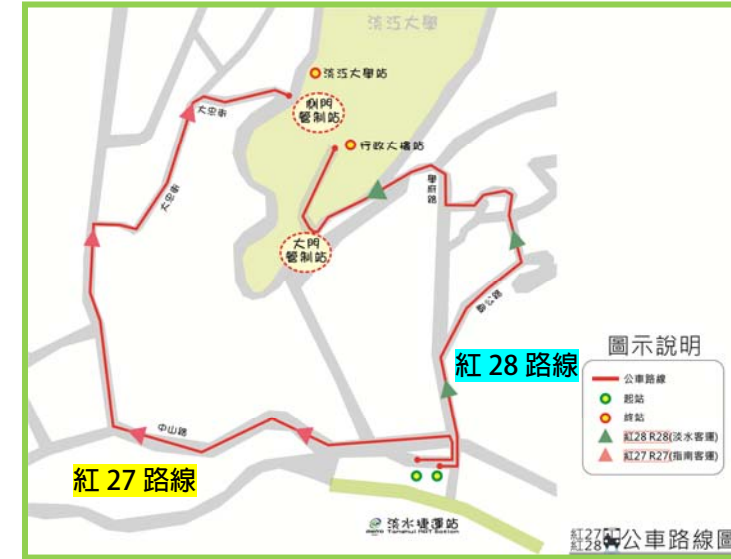 淡江大學
淡江大學站
側門
管制站
大忠街
行政大樓站
學府路
大忠街
大門
管制站
鄧公路
紅 28 路線
中山路
紅 27 路線
淡水捷運站
圖示說明
公車路線
起站
終站
紅28 R28(淡水客運)
紅27 R27(指南客運)
紅27
紅28
公車路線圖